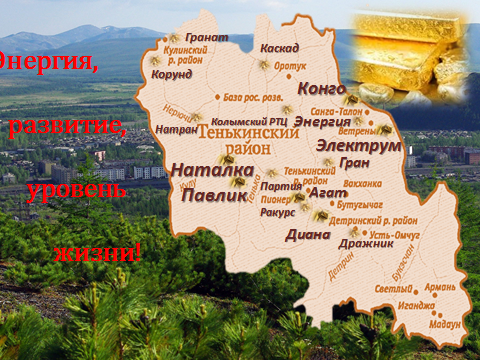 Энергия,
развитие,
уровень
жизни!
Гранат
Кулинский
р. район
Корунд
Каскад
Оротук
Конго
База рос. розв.
Нерючи
Натран
Колымский РТЦ
Санга-Талон
Энергия
Ветреный
Тенькинский
район
Электрум
Гран
Наталка
Павлик
Тенькинский
р. район
Вакханка
Партия
Пионер
Агат
Бутугычаг
Ракурс
Детринский р. район
Диана
Усть-Омчуг
Дражник
Детрин
Светлый
Армань
Иганджа
Мадаун